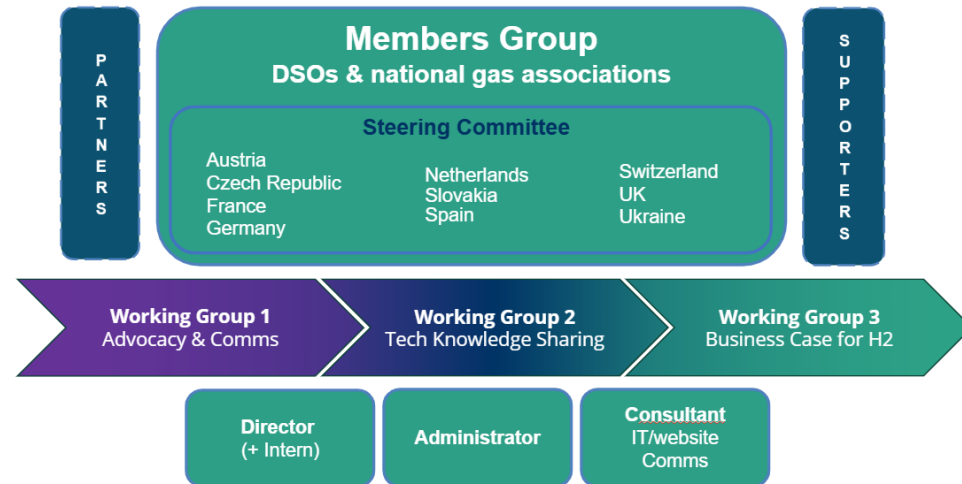 PARTNERS
Members Group
DSOs & national gas associations
Steering Committee
Austria
Czech Republic
France
Germany
Netherlands
Slovakia
Spain
Switzerland
UK
Ukraine
SUPPORTERS
Working Group 1
Advocacy & Comms
Working Group 2
Tech Knowledge Sharing
Working Group 3
Business Case for H2
Director
(+ Intern)
Administrator
Consultant
IT/website
Comms